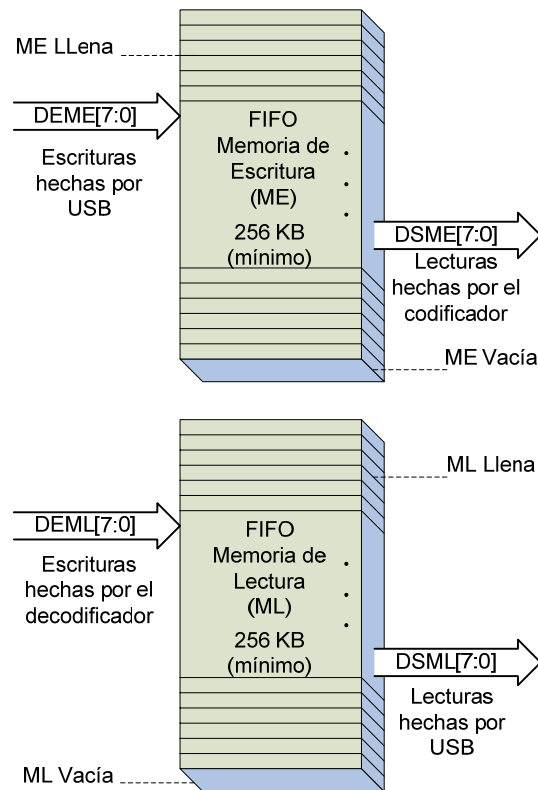 ME LLena
DEME[7:0]
Escrituras
hechas por
USB
FIFO
Memoria de
Escritura
(ME)
256 KB
(mínimo)
DSME[7:0]
Lecturas
hechas por el
codificador
ME Vacía
ML Llena
DEML[7:0]
Escrituras
hechas por el
decodificador
FIFO
Memoria de
Lectura
(ML)
256 KB
(mínimo)
DSML[7:0]
Lecturas
hechas por
USB
ML Vacía